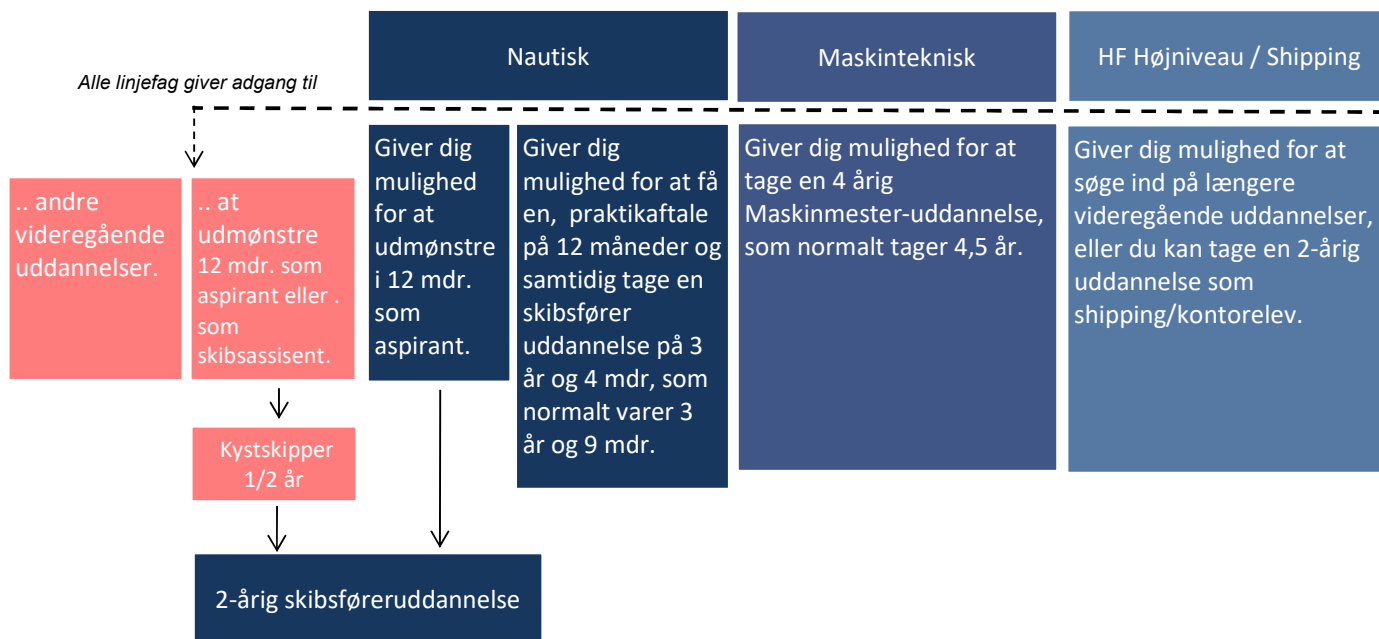 Nautisk
Maskinteknisk
HF Højniveau / Shipping
Alle linjefag giver adgang til
.. andre
videregående
uddannelser.
.. at
udmønstre
12 mdr. som
aspirant eller .
som
skibsassisent.
Giver dig
mulighed
for at
udmønstre
i 12 mdr.
som
aspirant.
Giver dig
mulighed for at få
en,  praktikaftale
på 12 måneder og
samtidig tage en
skibsfører
uddannelse på 3
år og 4 mdr, som
normalt varer 3
år og 9 mdr.
Giver dig mulighed for at
tage en 4 årig
Maskinmester-uddannelse,
som normalt tager 4,5 år.
Giver dig mulighed for at
søge ind på længere
videregående uddannelser,
eller du kan tage en 2-årig
uddannelse som
shipping/kontorelev.
Kystskipper
1/2 år
2-årig skibsføreruddannelse